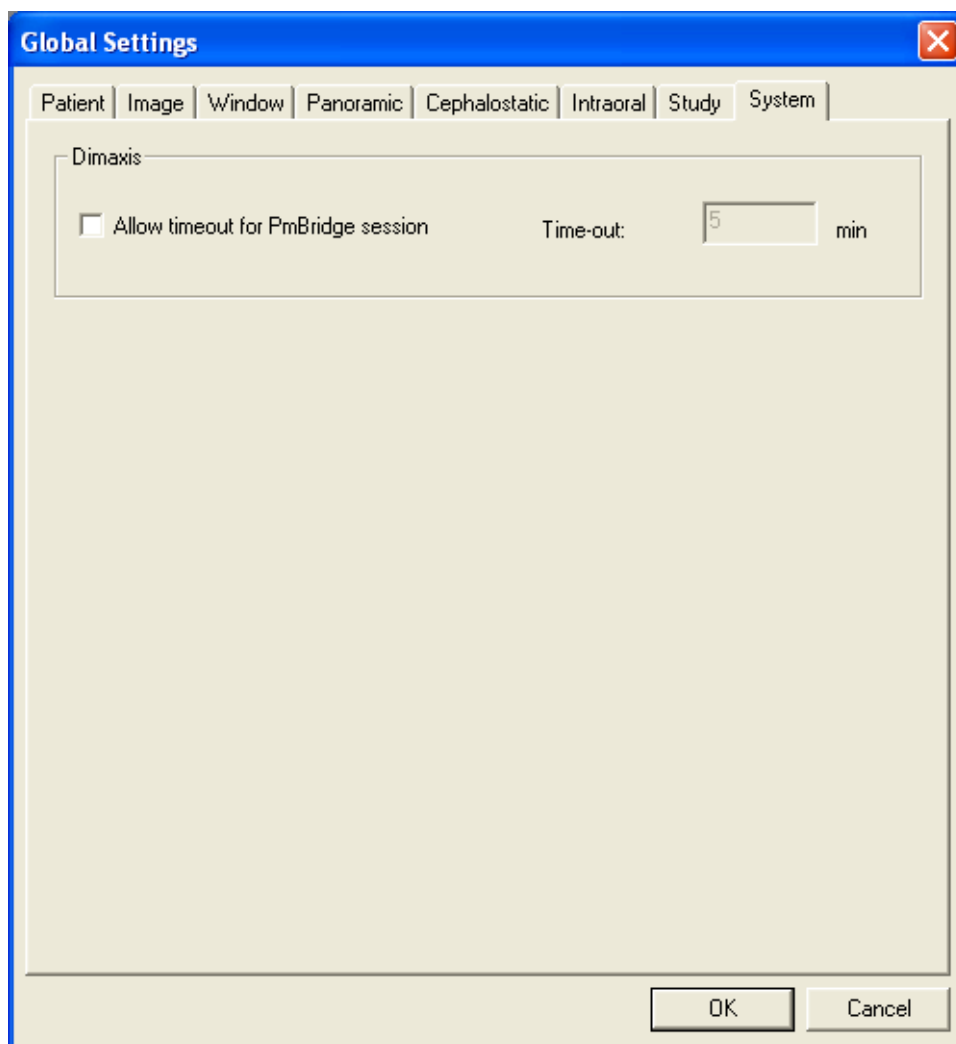 Global Settings
Patient Image Window Panoramic Cephalostatic Intraoral Study System
Dimaxis
Allow timeout for PmBridge session Time-out: 5 min
OK Cancel